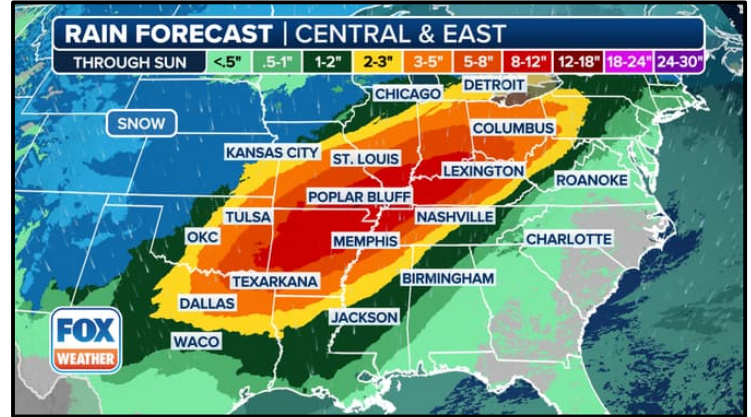 RAIN FORECAST | CENTRAL & EAST
THROUGH SUN <.5" .5-1" 1-2" 2-3" 3-5" 5-8" 8-12" 12-18" 18-24" 24-30"
CHICAGO DETROIT
SNOW
COLUMBUS
KANSAS CITY ST. LOUIS
LEXINGTON
POPLAR BLUFF ROANOKE
TULSA NASHVILLE
OKC MEMPHIS CHARLOTTE
TEXARKANA BIRMINGHAM
DALLAS
JACKSON
WACO
FOX
WEATHER